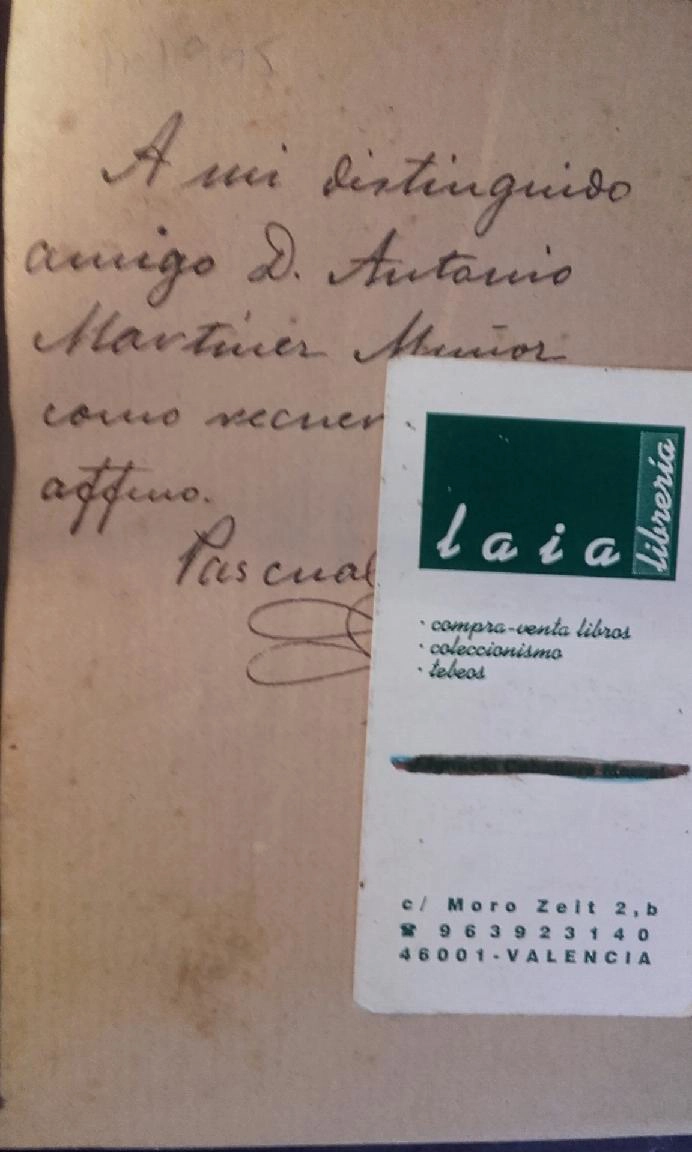 A mi distinguido
amigo D. Antonio
Martínez Muñoz
como recuer
affmo.
Pascual
laia
librería
· compra-venta libros
· coleccionismo
· tebeos
c/ Moro Zeit 2, b
☎ 963923140
46001-VALENCIA